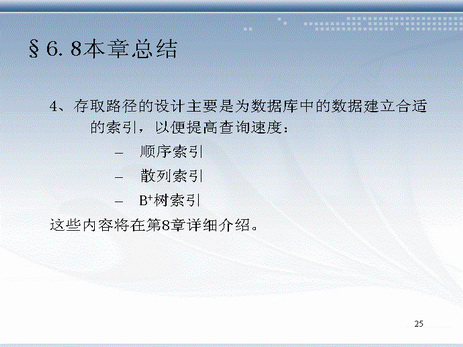 §6.8本章总结
4、存取路径的设计主要是为数据库中的数据建立合适
的索引，以便提高查询速度：
– 顺序索引
– 散列索引
– B+树索引
这些内容将在第8章详细介绍。
25